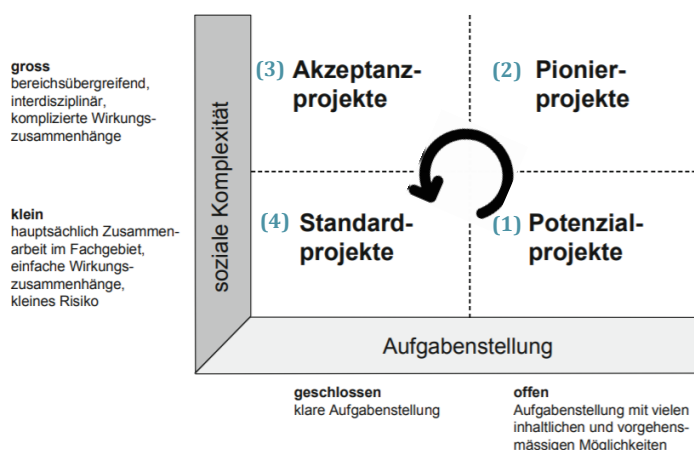 gross
bereichsübergreifend,
interdisziplinär,
komplizierte Wirkungs-
zusammenhänge
klein
hauptsächlich Zusammen-
arbeit im Fachgebiet,
einfache Wirkungs-
zusammenhänge,
kleines Risiko
soziale Komplexität
(3) Akzeptanz-
projekte
(2) Pionier-
projekte
(4) Standard-
projekte
(1) Potenzial-
projekte
Aufgabenstellung
geschlossen
klare Aufgabenstellung
offen
Aufgabenstellung mit vielen
inhaltlichen und vorgehens-
mässigen Möglichkeiten